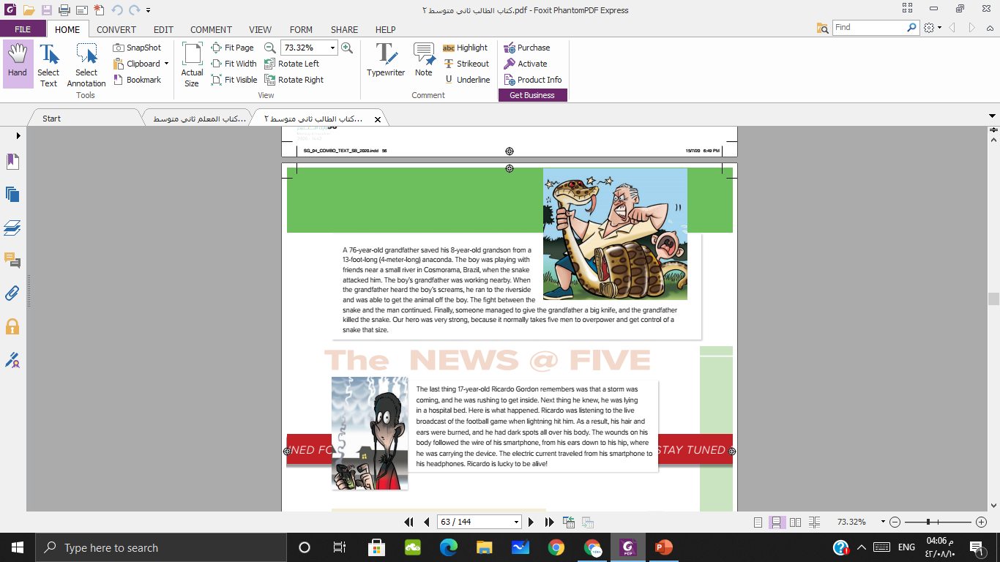 كتاب الطالب ثاني متوسط ٢.pdf - Foxit PhantomPDF Express
FILE
HOME
CONVERT
EDIT
COMMENT
VIEW
FORM
SHARE
HELP
Find
Hand
Select
Text
Select
Annotation
SnapShot
Clipboard
Bookmark
Tools
Actual
Size
Fit Page
Fit Width
Fit Visible
73.32%
Rotate Left
Rotate Right
View
Typewriter
Note
abc Highlight
T Strikeout
U Underline
Comment
Purchase
Activate
Product Info
Get Business
Start
كتاب المعلم ثاني متوسط...
كتاب الطالب ثاني متوسط ٢...
56
SG_04_COMBO_TEXT_SB_2020.indd 56
15/7/20 6:49 PM
A 76-year-old grandfather saved his 8-year-old grandson from a
13-foot-long (4-meter-long) anaconda. The boy was playing with
friends near a small river in Cosmorama, Brazil, when the snake
attacked him. The boy's grandfather was working nearby. When
the grandfather heard the boy's screams, he ran to the riverside
and was able to get the animal off the boy. The fight between the
snake and the man continued. Finally, someone managed to give the grandfather a big knife, and the grandfather
killed the snake. Our hero was very strong, because it normally takes five men to overpower and get control of a
snake that size.
The NEWS @ FIVE
The last thing 17-year-old Ricardo Gordon remembers was that a storm was
coming, and he was rushing to get inside. Next thing he knew, he was lying
in a hospital bed. Here is what happened. Ricardo was listening to the live
broadcast of the football game when lightning hit him. As a result, his hair and
ears were burned, and he had dark spots all over his body. The wounds on his
body followed the wire of his smartphone, from his ears down to his hip, where
he was carrying the device. The electric current traveled from his smartphone to
his headphones. Ricardo is lucky to be alive!
NED FO
STAY TUNED
63 / 144
73.32%
Type here to search
PDF
ENG
04:06 م
٤٢/٠٨/١٠